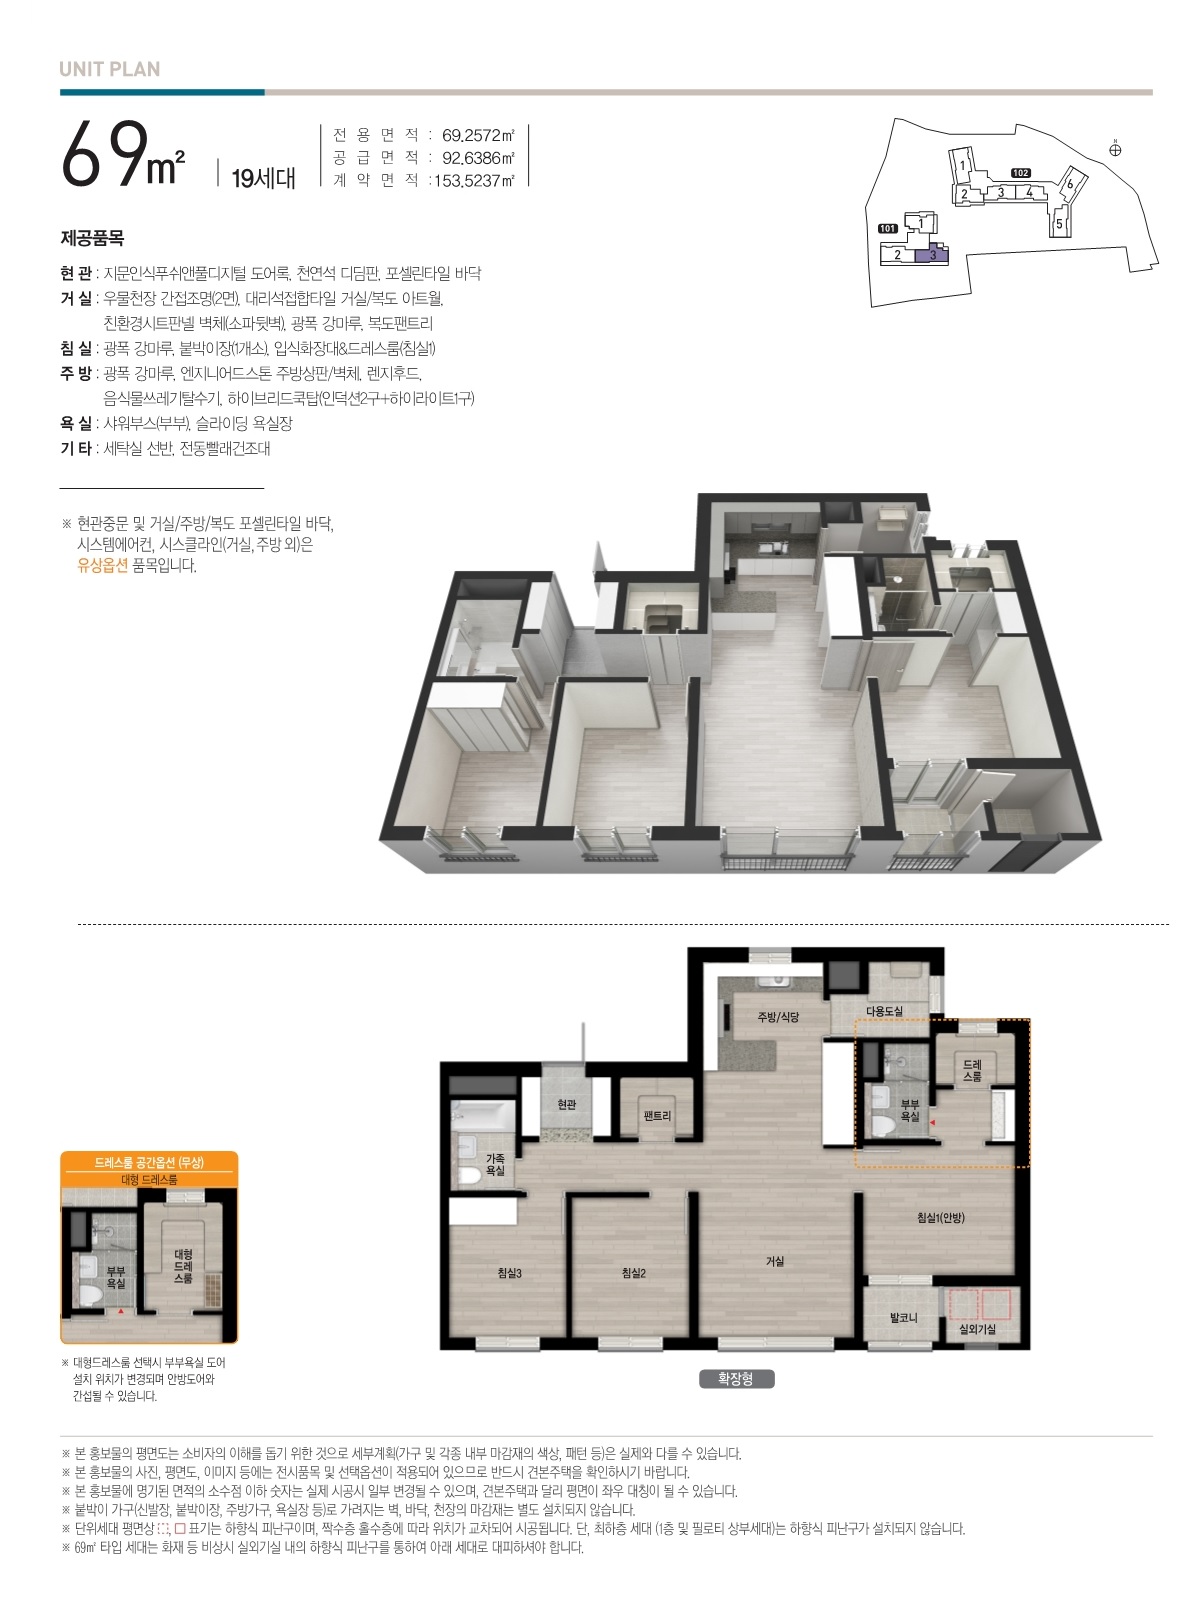 UNIT PLAN
69㎡
19세대
전 용 면 적 : 69.2572㎡
공 급 면 적 : 92.6386㎡
계 약 면 적 :153.5237㎡
N
102
1
2
3
4
6
5
101
1
2
3
제공품목
현 관 : 지문인식푸쉬앤풀디지털 도어록, 천연석 디딤판, 포셀린타일 바닥
거 실 : 우물천장 간접조명(2면), 대리석접합타일 거실/복도 아트월,
친환경시트판넬 벽체(소파뒷벽), 광폭 강마루, 복도팬트리
침 실 : 광폭 강마루, 붙박이장(1개소), 입식화장대&드레스룸(침실1)
주 방 : 광폭 강마루, 엔지니어드스톤 주방상판/벽체, 렌지후드,
음식물쓰레기탈수기, 하이브리드쿡탑(인덕션2구+하이라이트1구)
욕 실 : 샤워부스(부부), 슬라이딩 욕실장
기 타 : 세탁실 선반, 전동빨래건조대
※ 현관중문 및 거실/주방/복도 포셀린타일 바닥,
시스템에어컨, 시스클라인(거실, 주방 외)은
유상옵션 품목입니다.
주방/식당
다용도실
드레
스룸
현관
팬트리
부부
욕실
가족
욕실
침실1(안방)
침실3
침실2
거실
발코니
실외기실
확장형
드레스룸 공간옵션 (무상)
대형 드레스룸
대형
드레
스룸
부부
욕실
※ 대형드레스룸 선택시 부부욕실 도어
설치 위치가 변경되며 안방도어와
간섭될 수 있습니다.
※ 본 홍보물의 평면도는 소비자의 이해를 돕기 위한 것으로 세부계획(가구 및 각종 내부 마감재의 색상, 패턴 등)은 실제와 다를 수 있습니다.
※ 본 홍보물의 사진, 평면도, 이미지 등에는 전시품목 및 선택옵션이 적용되어 있으므로 반드시 견본주택을 확인하시기 바랍니다.
※ 본 홍보물에 명기된 면적의 소수점 이하 숫자는 실제 시공시 일부 변경될 수 있으며, 견본주택과 달리 평면이 좌우 대칭이 될 수 있습니다.
※ 붙박이 가구(신발장, 붙박이장, 주방가구, 욕실장 등)로 가려지는 벽, 바닥, 천장의 마감재는 별도 설치되지 않습니다.
※ 단위세대 평면상 , 표기는 하향식 피난구이며, 짝수층 홀수층에 따라 위치가 교차되어 시공됩니다. 단, 최하층 세대 (1층 및 필로티 상부세대)는 하향식 피난구가 설치되지 않습니다.
※ 69㎡ 타입 세대는 화재 등 비상시 실외기실 내의 하향식 피난구를 통하여 아래 세대로 대피하셔야 합니다.